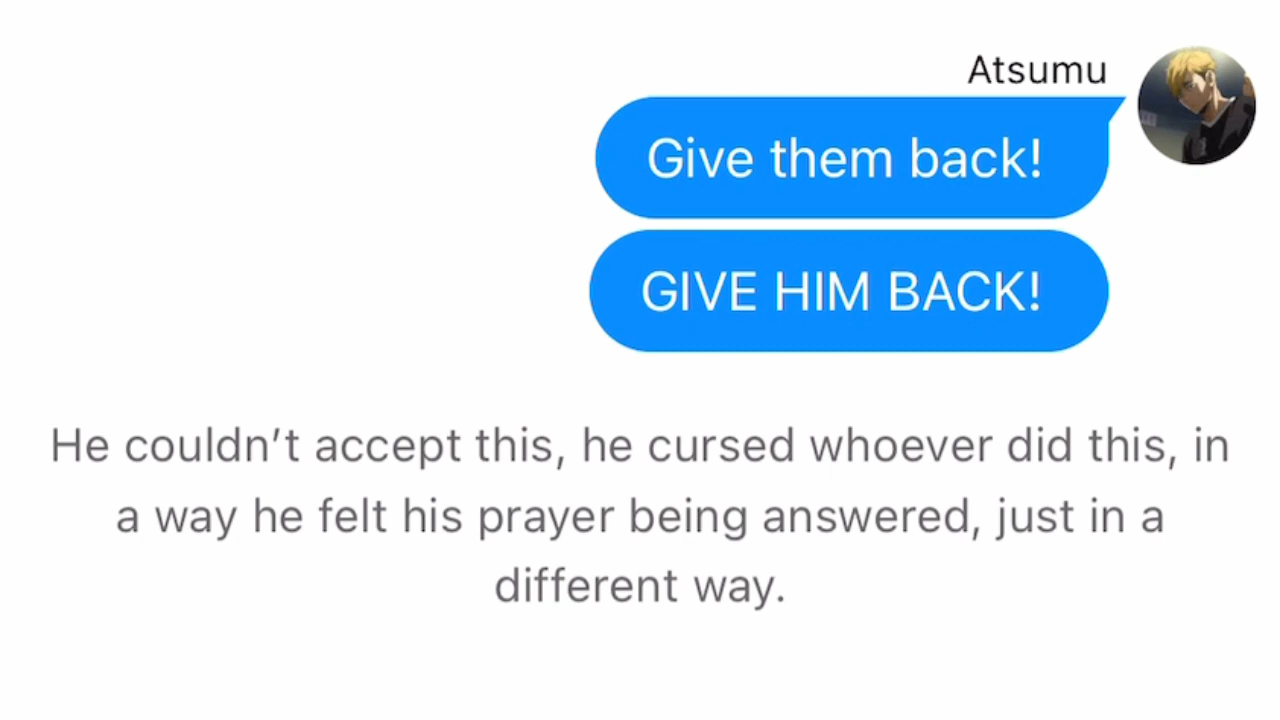 Atsumu
Give them back!
GIVE HIM BACK!
He couldn’t accept this, he cursed whoever did this, in
a way he felt his prayer being answered, just in a
different way.